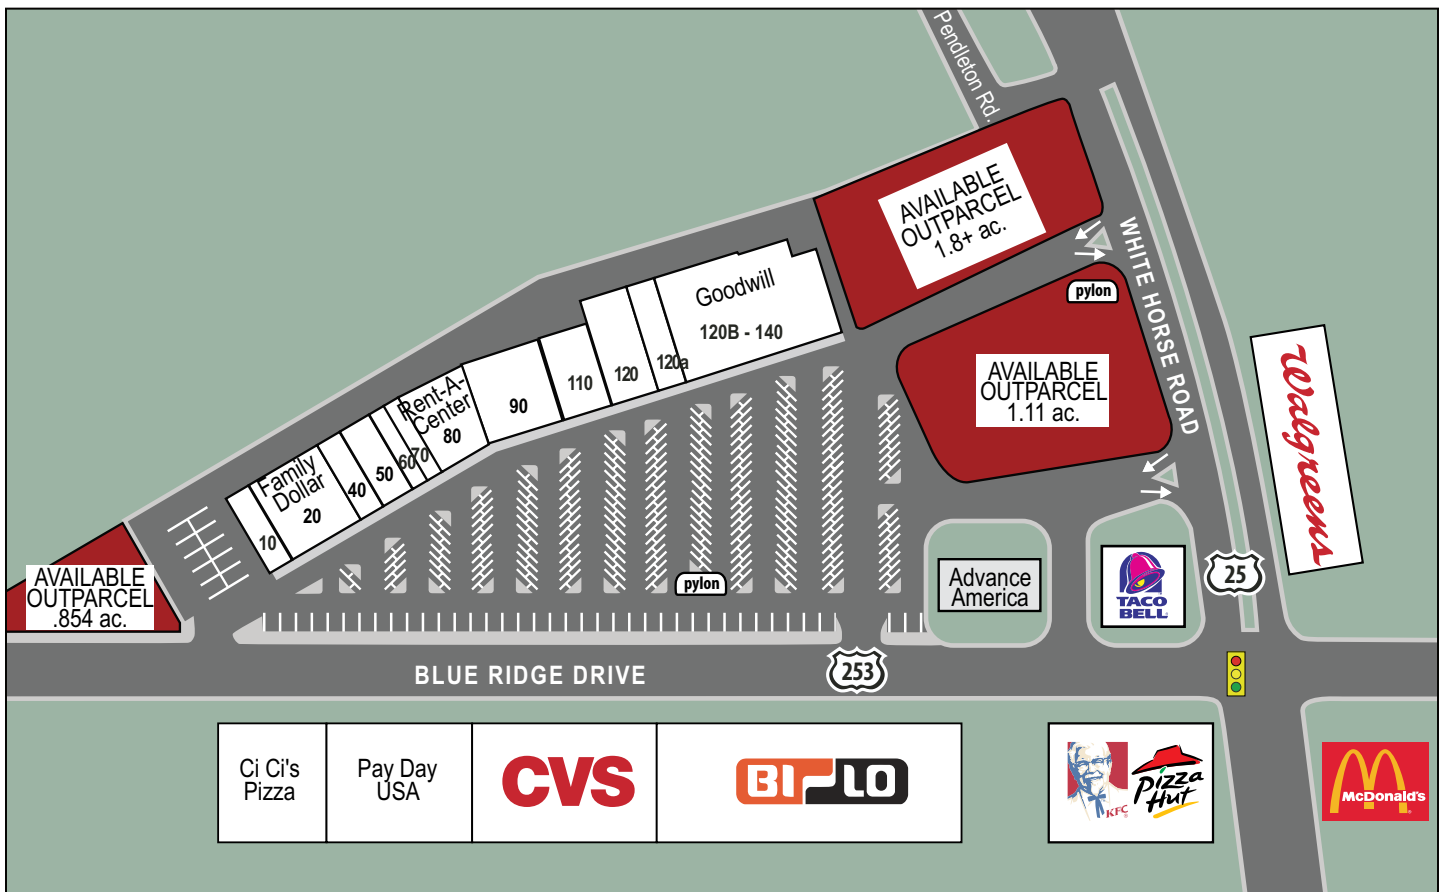 Pendleton Rd.
AVAILABLE
OUTPARCEL
1.8+ ac.
WHITE HORSE ROAD
pylon
Goodwill
120B - 140
120a
120
110
90
Rent-A-
Center
80
70
60
50
40
Family
Dollar
20
10
AVAILABLE
OUTPARCEL
1.11 ac.
Walgreens
AVAILABLE
OUTPARCEL
.854 ac.
pylon
Advance
America
TACO
BELL
25
253
BLUE RIDGE DRIVE
Ci Ci's
Pizza
Pay Day
USA
CVS
BI-LO
KFC
Pizza
Hut
McDonald's